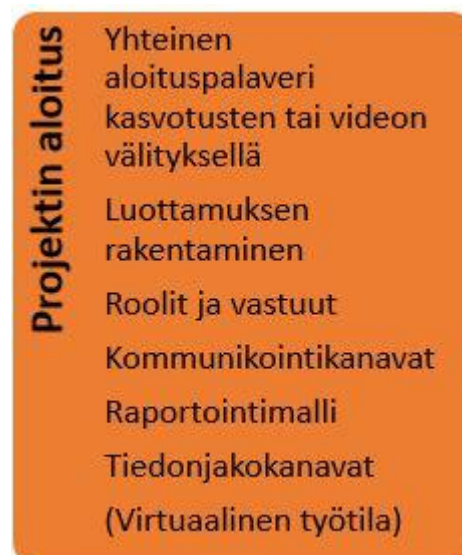 Projektin aloitus
Yhteinen
aloituspalaveri
kasvotusten tai videon
välityksellä
Luottamuksen
rakentaminen
Roolit ja vastuut
Kommunikointikanavat
Raportointimalli
Tiedonjakokanavat
(Virtuaalinen työtila)